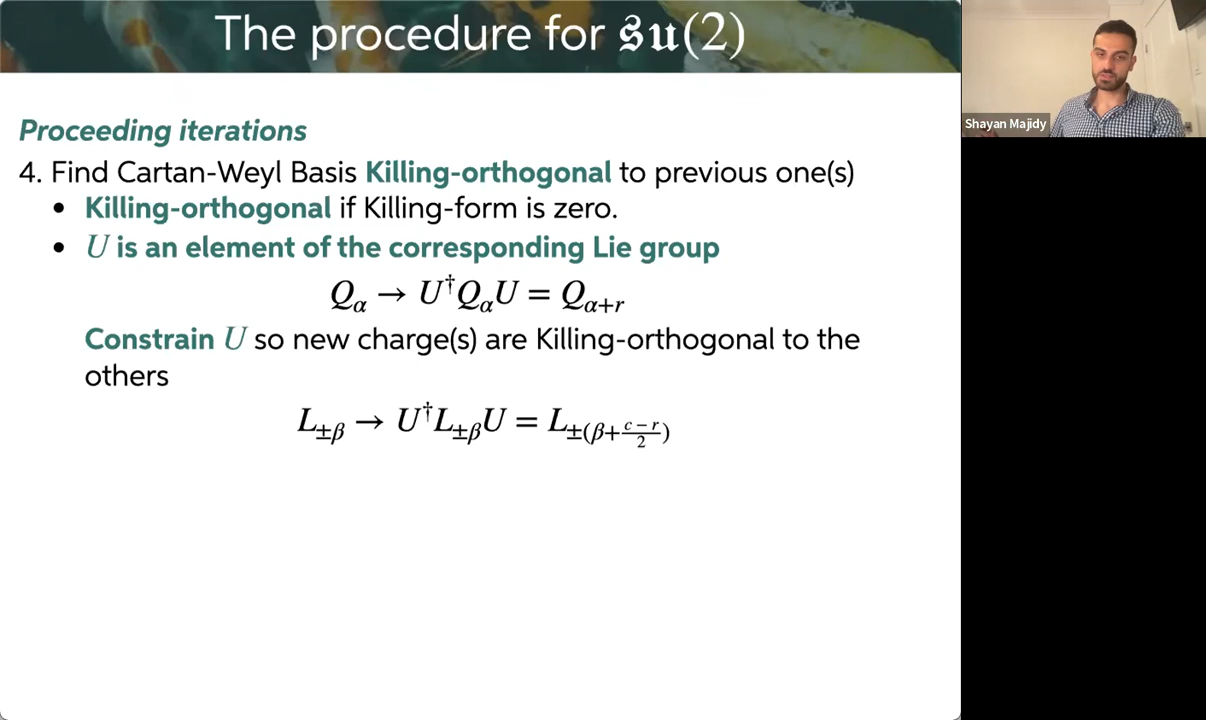 The procedure for 𝔰𝔲(2)
Shayan Majidy
Proceeding iterations
4. Find Cartan-Weyl Basis Killing-orthogonal to previous one(s)
• Killing-orthogonal if Killing-form is zero.
• U is an element of the corresponding Lie group
Q_α → U†Q_αU = Q_{α+r}
Constrain U so new charge(s) are Killing-orthogonal to the
others
L_{±β} → U†L_{±β}U = L_{±(β+\frac{c−r}{2})}